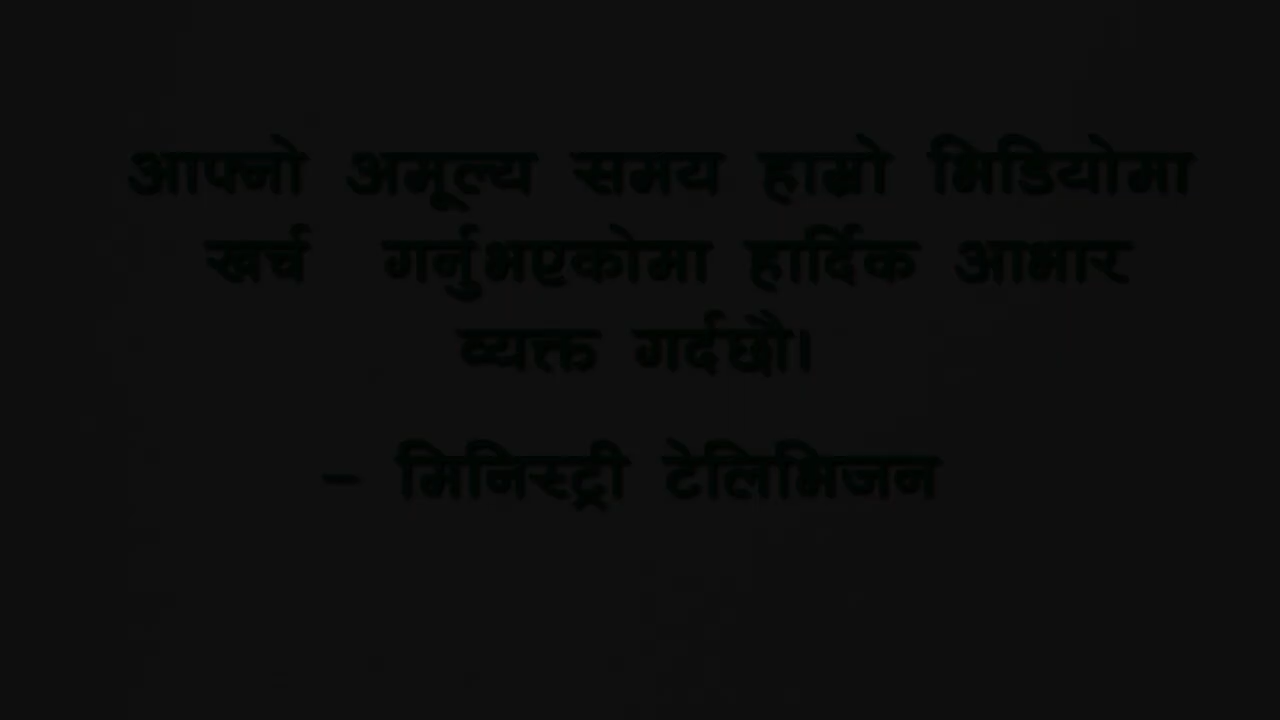 आफ्नो अमूल्य समय हाम्रो भिडियोमा
खर्च गर्नुभएकोमा हार्दिक आभार
व्यक्त गर्दछौ।
– मिनिस्ट्री टेलिभिजन